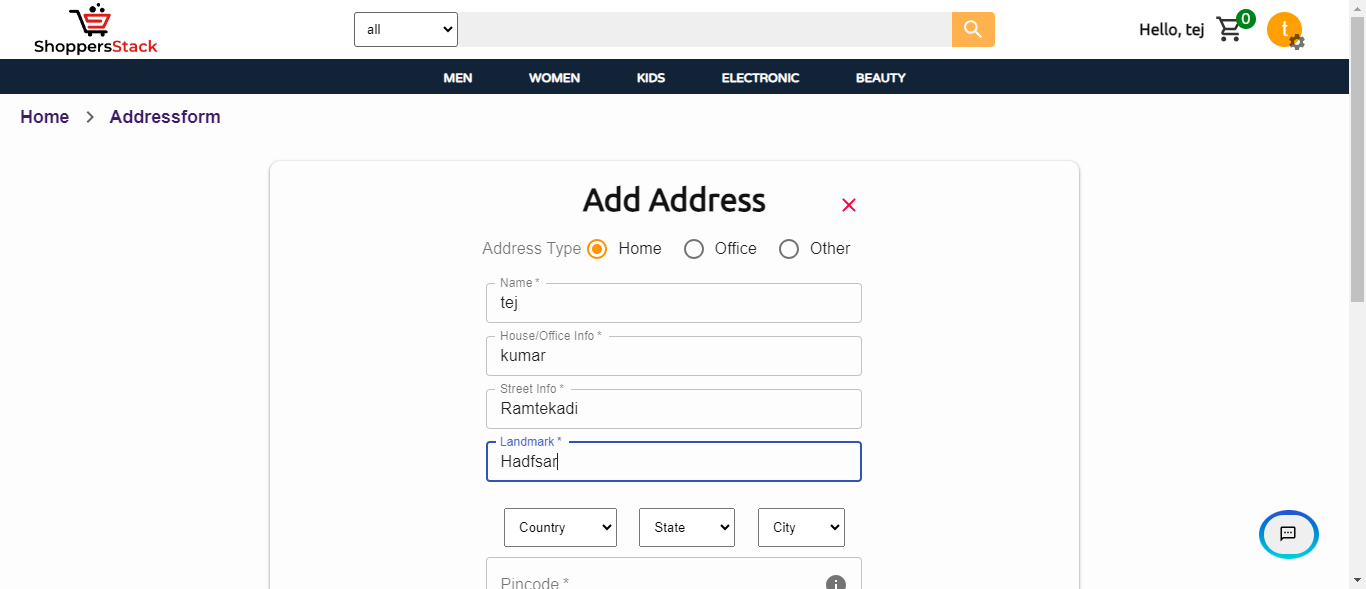 ShoppersStack
all
Hello, tej
0
t
MEN WOMEN KIDS ELECTRONIC BEAUTY
Home > Addressform
Add Address
Address Type Home Office Other
Name *
tej
House/Office Info *
kumar
Street Info *
Ramtekadi
Landmark *
Hadfsar
Country State City
Pincode *